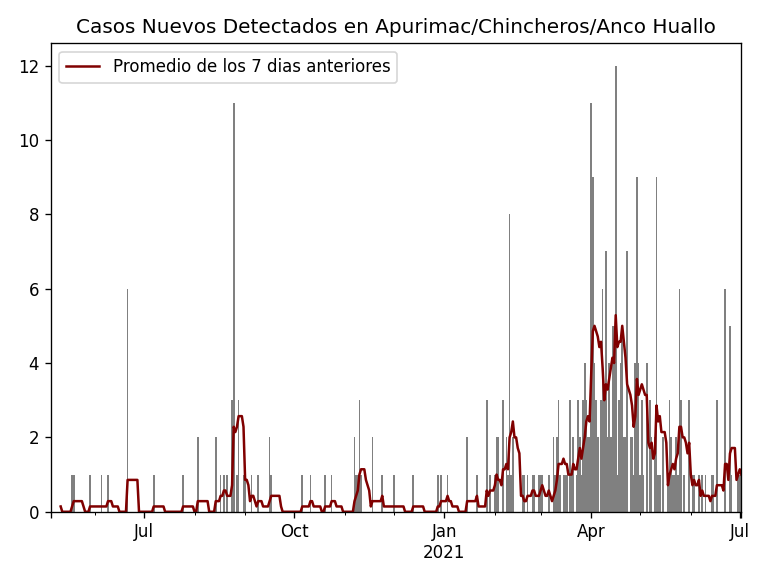 Casos Nuevos Detectados en Apurimac/Chincheros/Anco Huallo
Promedio de los 7 dias anteriores
12
10
8
6
4
2
0
Jul
Oct
Jan
2021
Apr
Jul